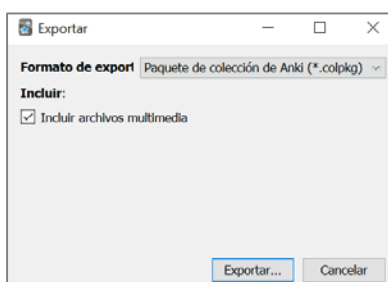 Exportar
Formato de export Paquete de colección de Anki (*.colpkg)
Incluir:
Incluir archivos multimedia
Exportar... Cancelar